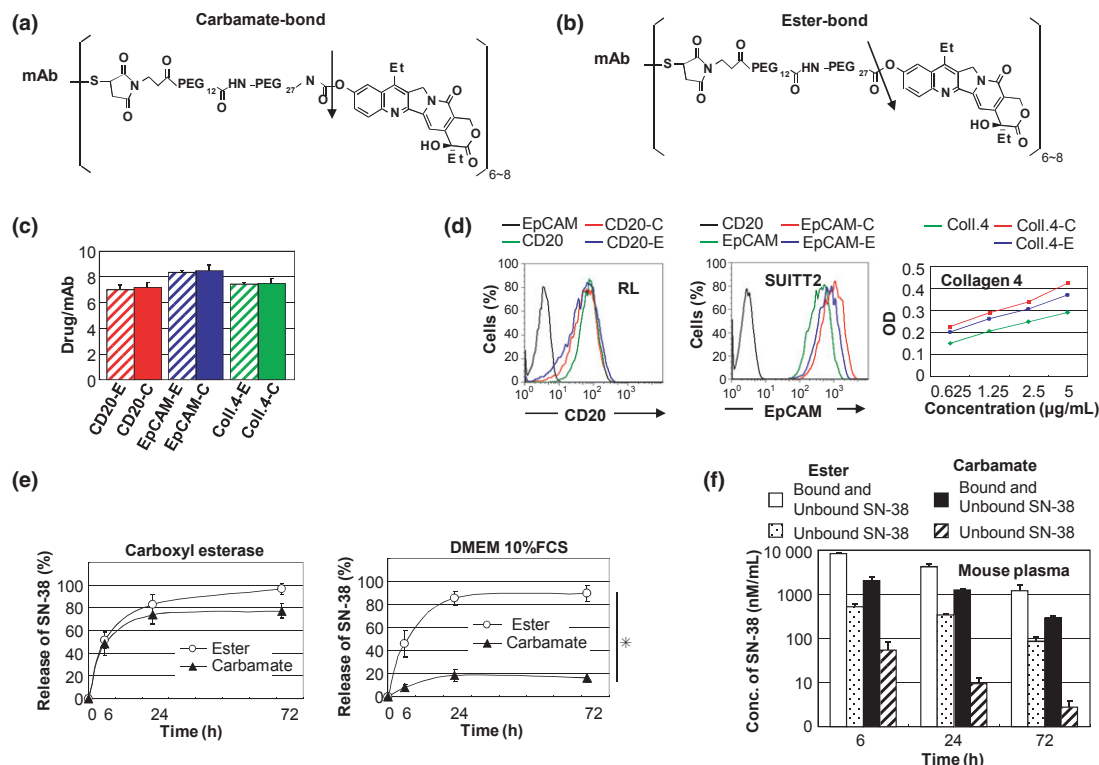 (a)
Carbamate-bond
mAb
S
O
O
N
O
PEG
12
O
HN
PEG
27
N
O
O
Et
N
N
O
O
HO
Et
O
6~8
(b)
Ester-bond
mAb
S
O
O
N
O
PEG
12
O
HN
PEG
27
O
O
Et
N
N
O
O
HO
Et
O
6~8
(c)
Drug/mAb
10
8
6
4
2
0
CD20-E
CD20-C
EpCAM-E
EpCAM-C
Coll.4-E
Coll.4-C
(d)
EpCAM CD20-C
CD20 CD20-E
Cells (%)
100
80
60
40
20
0
RL
10⁰ 10¹ 10² 10³
CD20
CD20 EpCAM-C
EpCAM EpCAM-E
Cells (%)
100
80
60
40
20
0
SUITT2
10⁰ 10¹ 10² 10³
EpCAM
Coll.4 Coll.4-C
Coll.4-E
OD
0.5
0.4
0.3
0.2
0.1
Collagen 4
0.625 1.25 2.5 5
Concentration (µg/mL)
(e)
Release of SN-38 (%)
Carboxyl esterase
100
80
60
40
20
0
Ester
Carbamate
0 6 24 72
Time (h)
Release of SN-38 (%)
DMEM 10%FCS
100
80
60
40
20
0
Ester
Carbamate
*
0 6 24 72
Time (h)
(f)
Ester Carbamate
Bound and Unbound SN-38
Bound and Unbound SN-38
Unbound SN-38
Unbound SN-38
Conc. of SN-38 (nM/mL)
10 000
1000
100
10
0
Mouse plasma
6 24 72
Time (h)